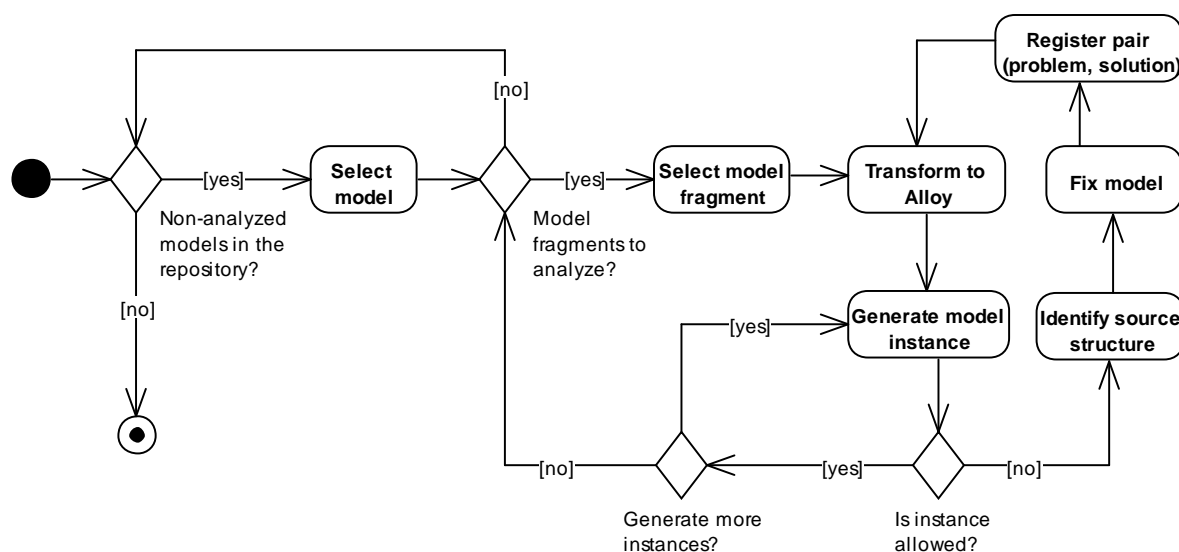 Register pair
(problem, solution)
[no]
[yes]
Select
model
[yes]
Select model
fragment
Transform to
Alloy
Fix model
Non-analyzed
models in the
repository?
Model
fragments to
analyze?
[no]
[yes]
Generate model
instance
Identify source
structure
[no]
[yes]
[no]
Generate more
instances?
Is instance
allowed?